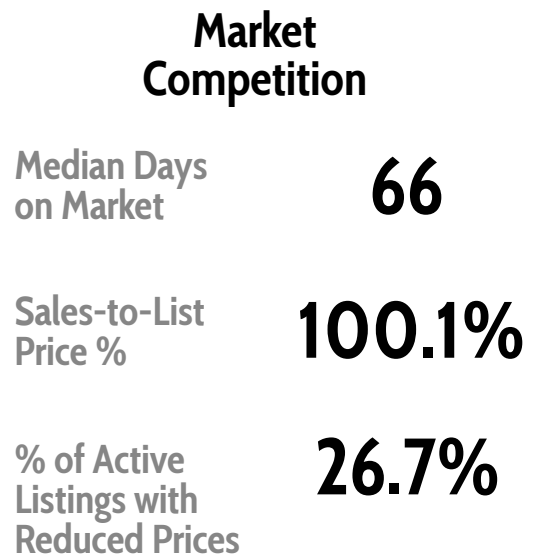 Market
Competition
Median Days
on Market
66
Sales-to-List
Price %
100.1%
% of Active
Listings with
Reduced Prices
26.7%